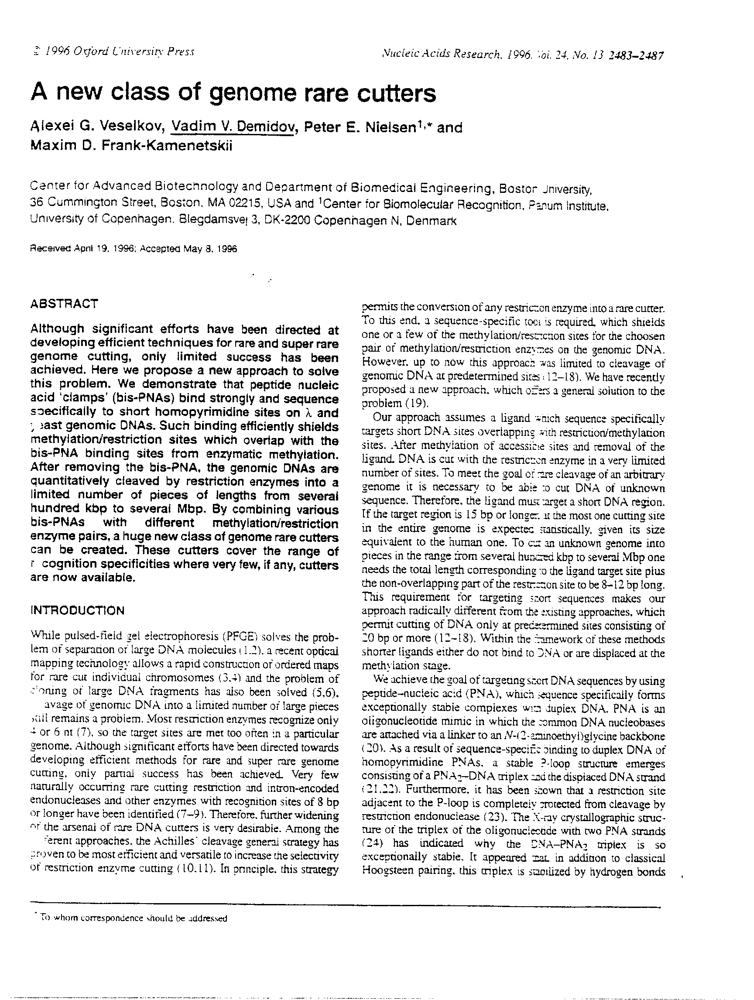 © 1996 Oxford University Press
Nucleic Acids Research, 1996, Vol. 24, No. 13 2483–2487
A new class of genome rare cutters
Alexei G. Veselkov, Vadim V. Demidov, Peter E. Nielsen¹,* and
Maxim D. Frank-Kamenetskii
Center for Advanced Biotechnology and Department of Biomedical Engineering, Boston University,
36 Cummington Street, Boston, MA 02215, USA and ¹Center for Biomolecular Recognition, Panum Institute,
University of Copenhagen, Blegdamsvej 3, DK-2200 Copenhagen N, Denmark
Received April 19, 1996; Accepted May 8, 1996
ABSTRACT
Although significant efforts have been directed at
developing efficient techniques for rare and super rare
genome cutting, only limited success has been
achieved. Here we propose a new approach to solve
this problem. We demonstrate that peptide nucleic
acid 'clamps' (bis-PNAs) bind strongly and sequence
specifically to short homopyrimidine sites on λ and
yeast genomic DNAs. Such binding efficiently shields
methylation/restriction sites which overlap with the
bis-PNA binding sites from enzymatic methylation.
After removing the bis-PNA, the genomic DNAs are
quantitatively cleaved by restriction enzymes into a
limited number of pieces of lengths from several
hundred kbp to several Mbp. By combining various
bis-PNAs with different methylation/restriction
enzyme pairs, a huge new class of genome rare cutters
can be created. These cutters cover the range of
r cognition specificities where very few, if any, cutters
are now available.
INTRODUCTION
While pulsed-field gel electrophoresis (PFGE) solves the prob-
lem of separation of large DNA molecules (1,2), a recent optical
mapping technology allows a rapid construction of ordered maps
for rare cut individual chromosomes (3,4) and the problem of
cloning of large DNA fragments has also been solved (5,6),
avage of genomic DNA into a limited number of large pieces
still remains a problem. Most restriction enzymes recognize only
4 or 6 nt (7), so the target sites are met too often in a particular
genome. Although significant efforts have been directed towards
developing efficient methods for rare and super rare genome
cutting, only partial success has been achieved. Very few
naturally occurring rare cutting restriction and intron-encoded
endonucleases and other enzymes with recognition sites of 8 bp
or longer have been identified (7–9). Therefore, further widening
of the arsenal of rare DNA cutters is very desirable. Among the
ferent approaches, the Achilles' cleavage general strategy has
proven to be most efficient and versatile to increase the selectivity
of restriction enzyme cutting (10,11). In principle, this strategy
permits the conversion of any restriction enzyme into a rare cutter.
To this end, a sequence-specific tool is required, which shields
one or a few of the methylation/restriction sites for the choosen
pair of methylation/restriction enzymes on the genomic DNA.
However, up to now this approach was limited to cleavage of
genomic DNA at predetermined sites (12–18). We have recently
proposed a new approach, which offers a general solution to the
problem (19).
Our approach assumes a ligand which sequence specifically
targets short DNA sites overlapping with restriction/methylation
sites. After methylation of accessible sites and removal of the
ligand, DNA is cut with the restriction enzyme in a very limited
number of sites. To meet the goal of rare cleavage of an arbitrary
genome it is necessary to be able to cut DNA of unknown
sequence. Therefore, the ligand must target a short DNA region.
If the target region is 15 bp or longer, at the most one cutting site
in the entire genome is expected statistically, given its size
equivalent to the human one. To cut an unknown genome into
pieces in the range from several hundred kbp to several Mbp one
needs the total length corresponding to the ligand target site plus
the non-overlapping part of the restriction site to be 8–12 bp long.
This requirement for targeting short sequences makes our
approach radically different from the existing approaches, which
permit cutting of DNA only at predetermined sites consisting of
20 bp or more (12–18). Within the framework of these methods
shorter ligands either do not bind to DNA or are displaced at the
methylation stage.
We achieve the goal of targeting short DNA sequences by using
peptide–nucleic acid (PNA), which sequence specifically forms
exceptionally stable complexes with duplex DNA. PNA is an
oligonucleotide mimic in which the common DNA nucleobases
are attached via a linker to an N-(2-aminoethyl)glycine backbone
(20). As a result of sequence-specific binding to duplex DNA of
homopyrimidine PNAs, a stable P-loop structure emerges
consisting of a PNA₂–DNA triplex and the displaced DNA strand
(21,22). Furthermore, it has been shown that a restriction site
adjacent to the P-loop is completely protected from cleavage by
restriction endonuclease (23). The X-ray crystallographic struc-
ture of the triplex of the oligonucleotide with two PNA strands
(24) has indicated why the DNA–PNA₂ triplex is so
exceptionally stable. It appeared that, in addition to classical
Hoogsteen pairing, this triplex is stabilized by hydrogen bonds
* To whom correspondence should be addressed